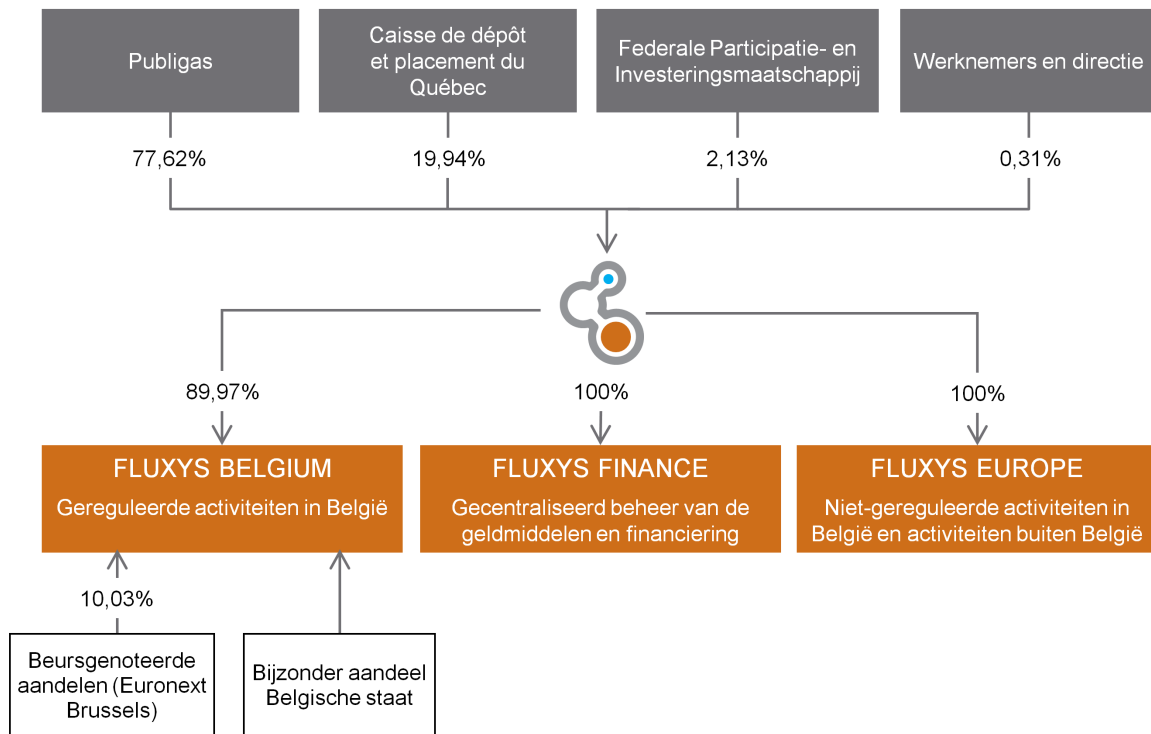 Publigas
Caisse de dépôt
et placement du
Québec
Federale Participatie- en
Investeringsmaatschappij
Werknemers en directie
77,62%
19,94%
2,13%
0,31%
89,97%
100%
100%
FLUXYS BELGIUM
Gereguleerde activiteiten in België
FLUXYS FINANCE
Gecentraliseerd beheer van de
geldmiddelen en financiering
FLUXYS EUROPE
Niet-gereguleerde activiteiten in
België en activiteiten buiten België
10,03%
Beursgenoteerde
aandelen (Euronext
Brussels)
Bijzonder aandeel
Belgische staat